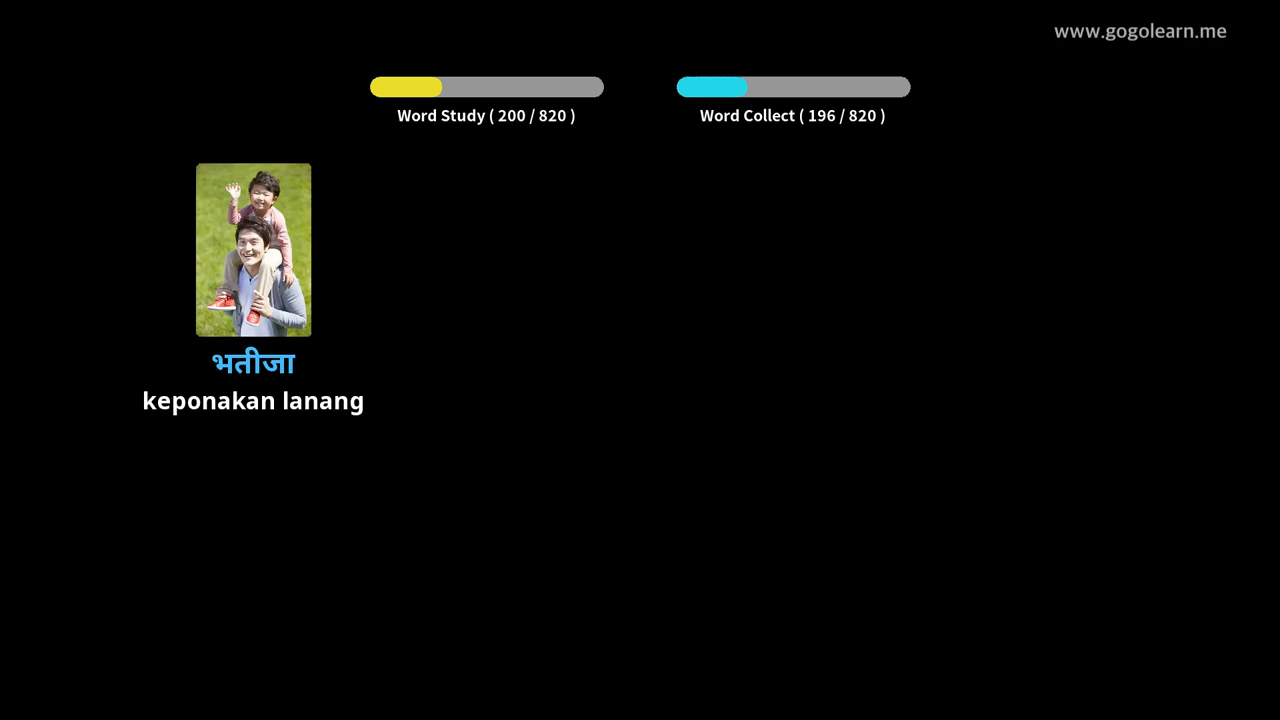 www.gogolearn.me
Word Study ( 200 / 820 )
Word Collect ( 196 / 820 )
भतीजा
keponakan lanang